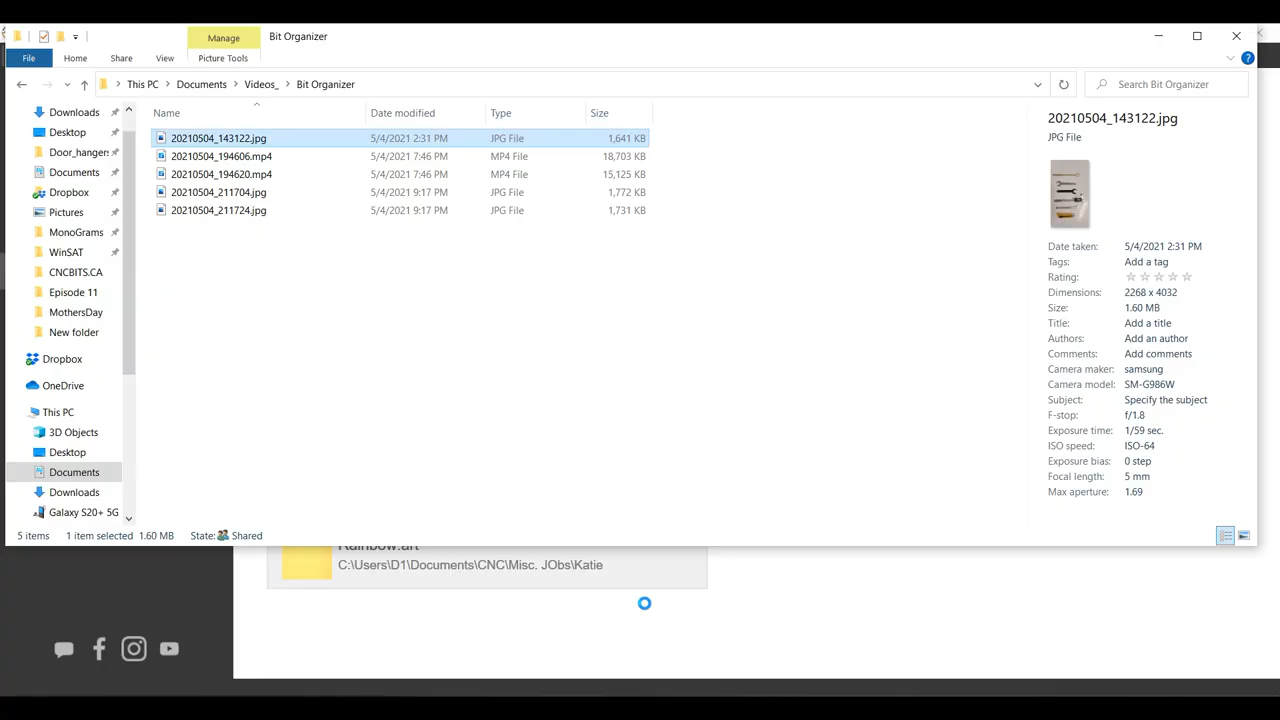 Manage
Bit Organizer
File
Home
Share
View
Picture Tools
This PC > Documents > Videos_ > Bit Organizer
Search Bit Organizer
Name
Date modified
Type
Size
20210504_143122.jpg 5/4/2021 2:31 PM JPG File 1,641 KB
20210504_194606.mp4 5/4/2021 7:46 PM MP4 File 18,703 KB
20210504_194620.mp4 5/4/2021 7:46 PM MP4 File 15,125 KB
20210504_211704.jpg 5/4/2021 9:17 PM JPG File 1,772 KB
20210504_211724.jpg 5/4/2021 9:17 PM JPG File 1,731 KB
Downloads
Desktop
Door_hangers
Documents
Dropbox
Pictures
MonoGrams
WinSAT
CNCBITS.CA
Episode 11
MothersDay
New folder
Dropbox
OneDrive
This PC
3D Objects
Desktop
Documents
Downloads
Galaxy S20+ 5G
20210504_143122.jpg
JPG File
Date taken: 5/4/2021 2:31 PM
Tags: Add a tag
Rating: ☆ ☆ ☆ ☆ ☆
Dimensions: 2268 x 4032
Size: 1.60 MB
Title: Add a title
Authors: Add an author
Comments: Add comments
Camera maker: samsung
Camera model: SM-G986W
Subject: Specify the subject
F-stop: f/1.8
Exposure time: 1/59 sec.
ISO speed: ISO-64
Exposure bias: 0 step
Focal length: 5 mm
Max aperture: 1.69
5 items 1 item selected 1.60 MB State: Shared
Rainbow.art
C:\Users\D1\Documents\CNC\Misc. JObs\Katie